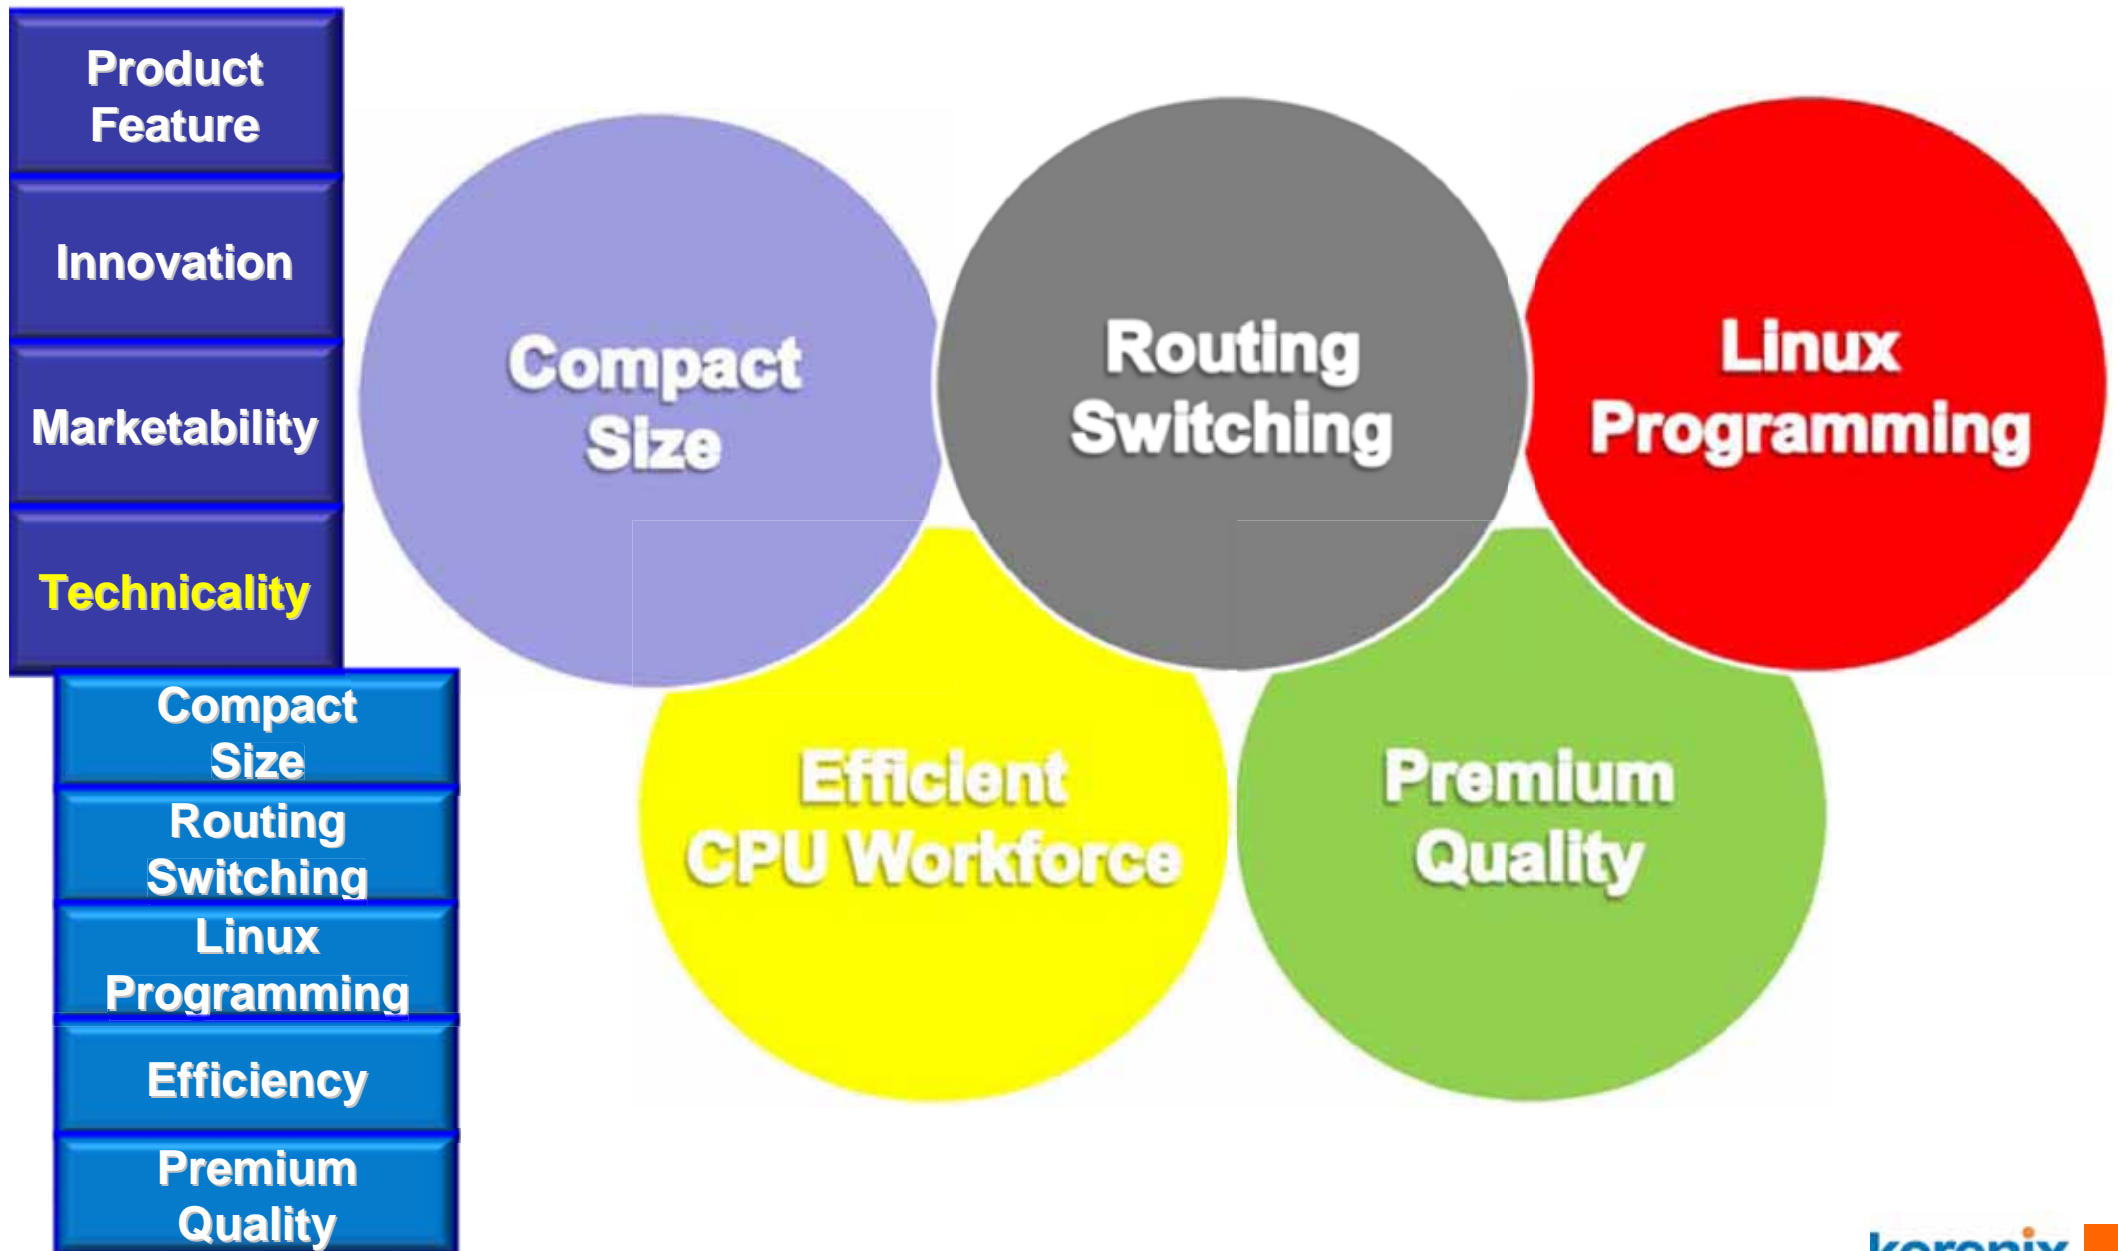 Product
Feature
Innovation
Marketability
Technicality
Compact
Size
Routing
Switching
Linux
Programming
Efficiency
Premium
Quality
Compact
Size
Routing
Switching
Linux
Programming
Efficient
CPU Workforce
Premium
Quality
korenix